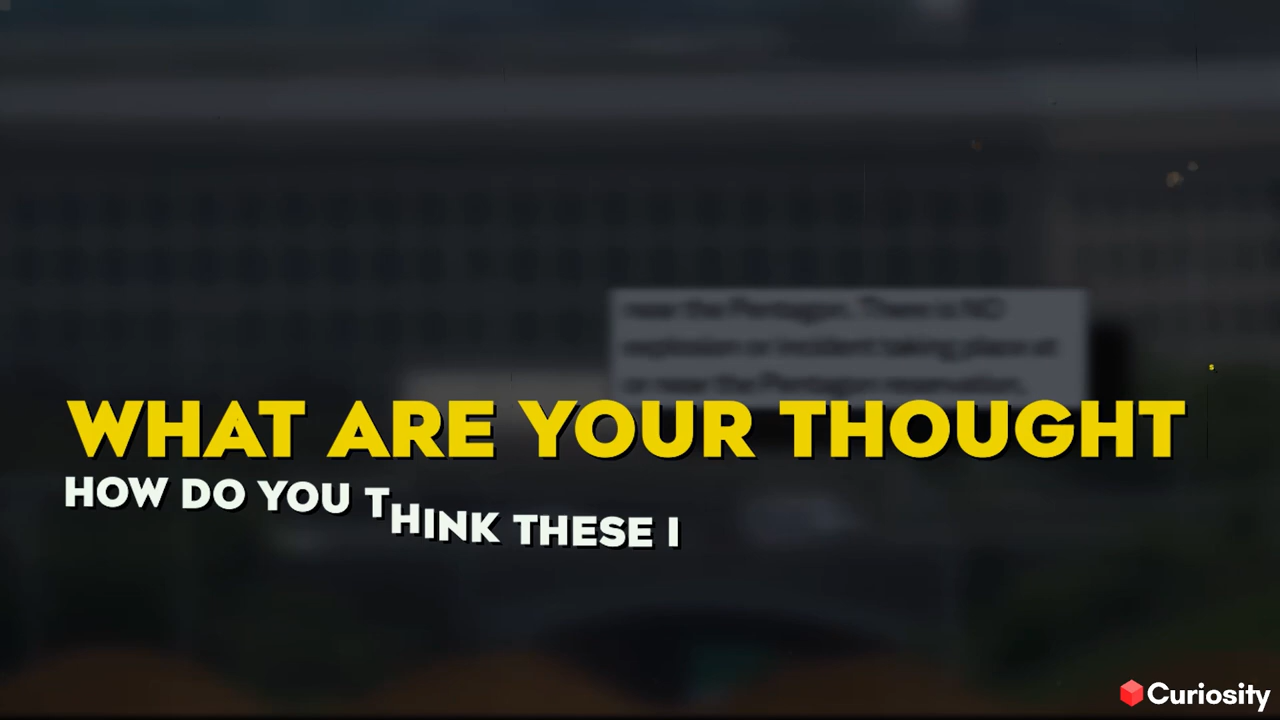 near the Pentagon. There is NO
explosion or incident taking place at
or near the Pentagon reservation,
WHAT ARE YOUR THOUGHT
HOW DO YOU THINK THESE I
Curiosity